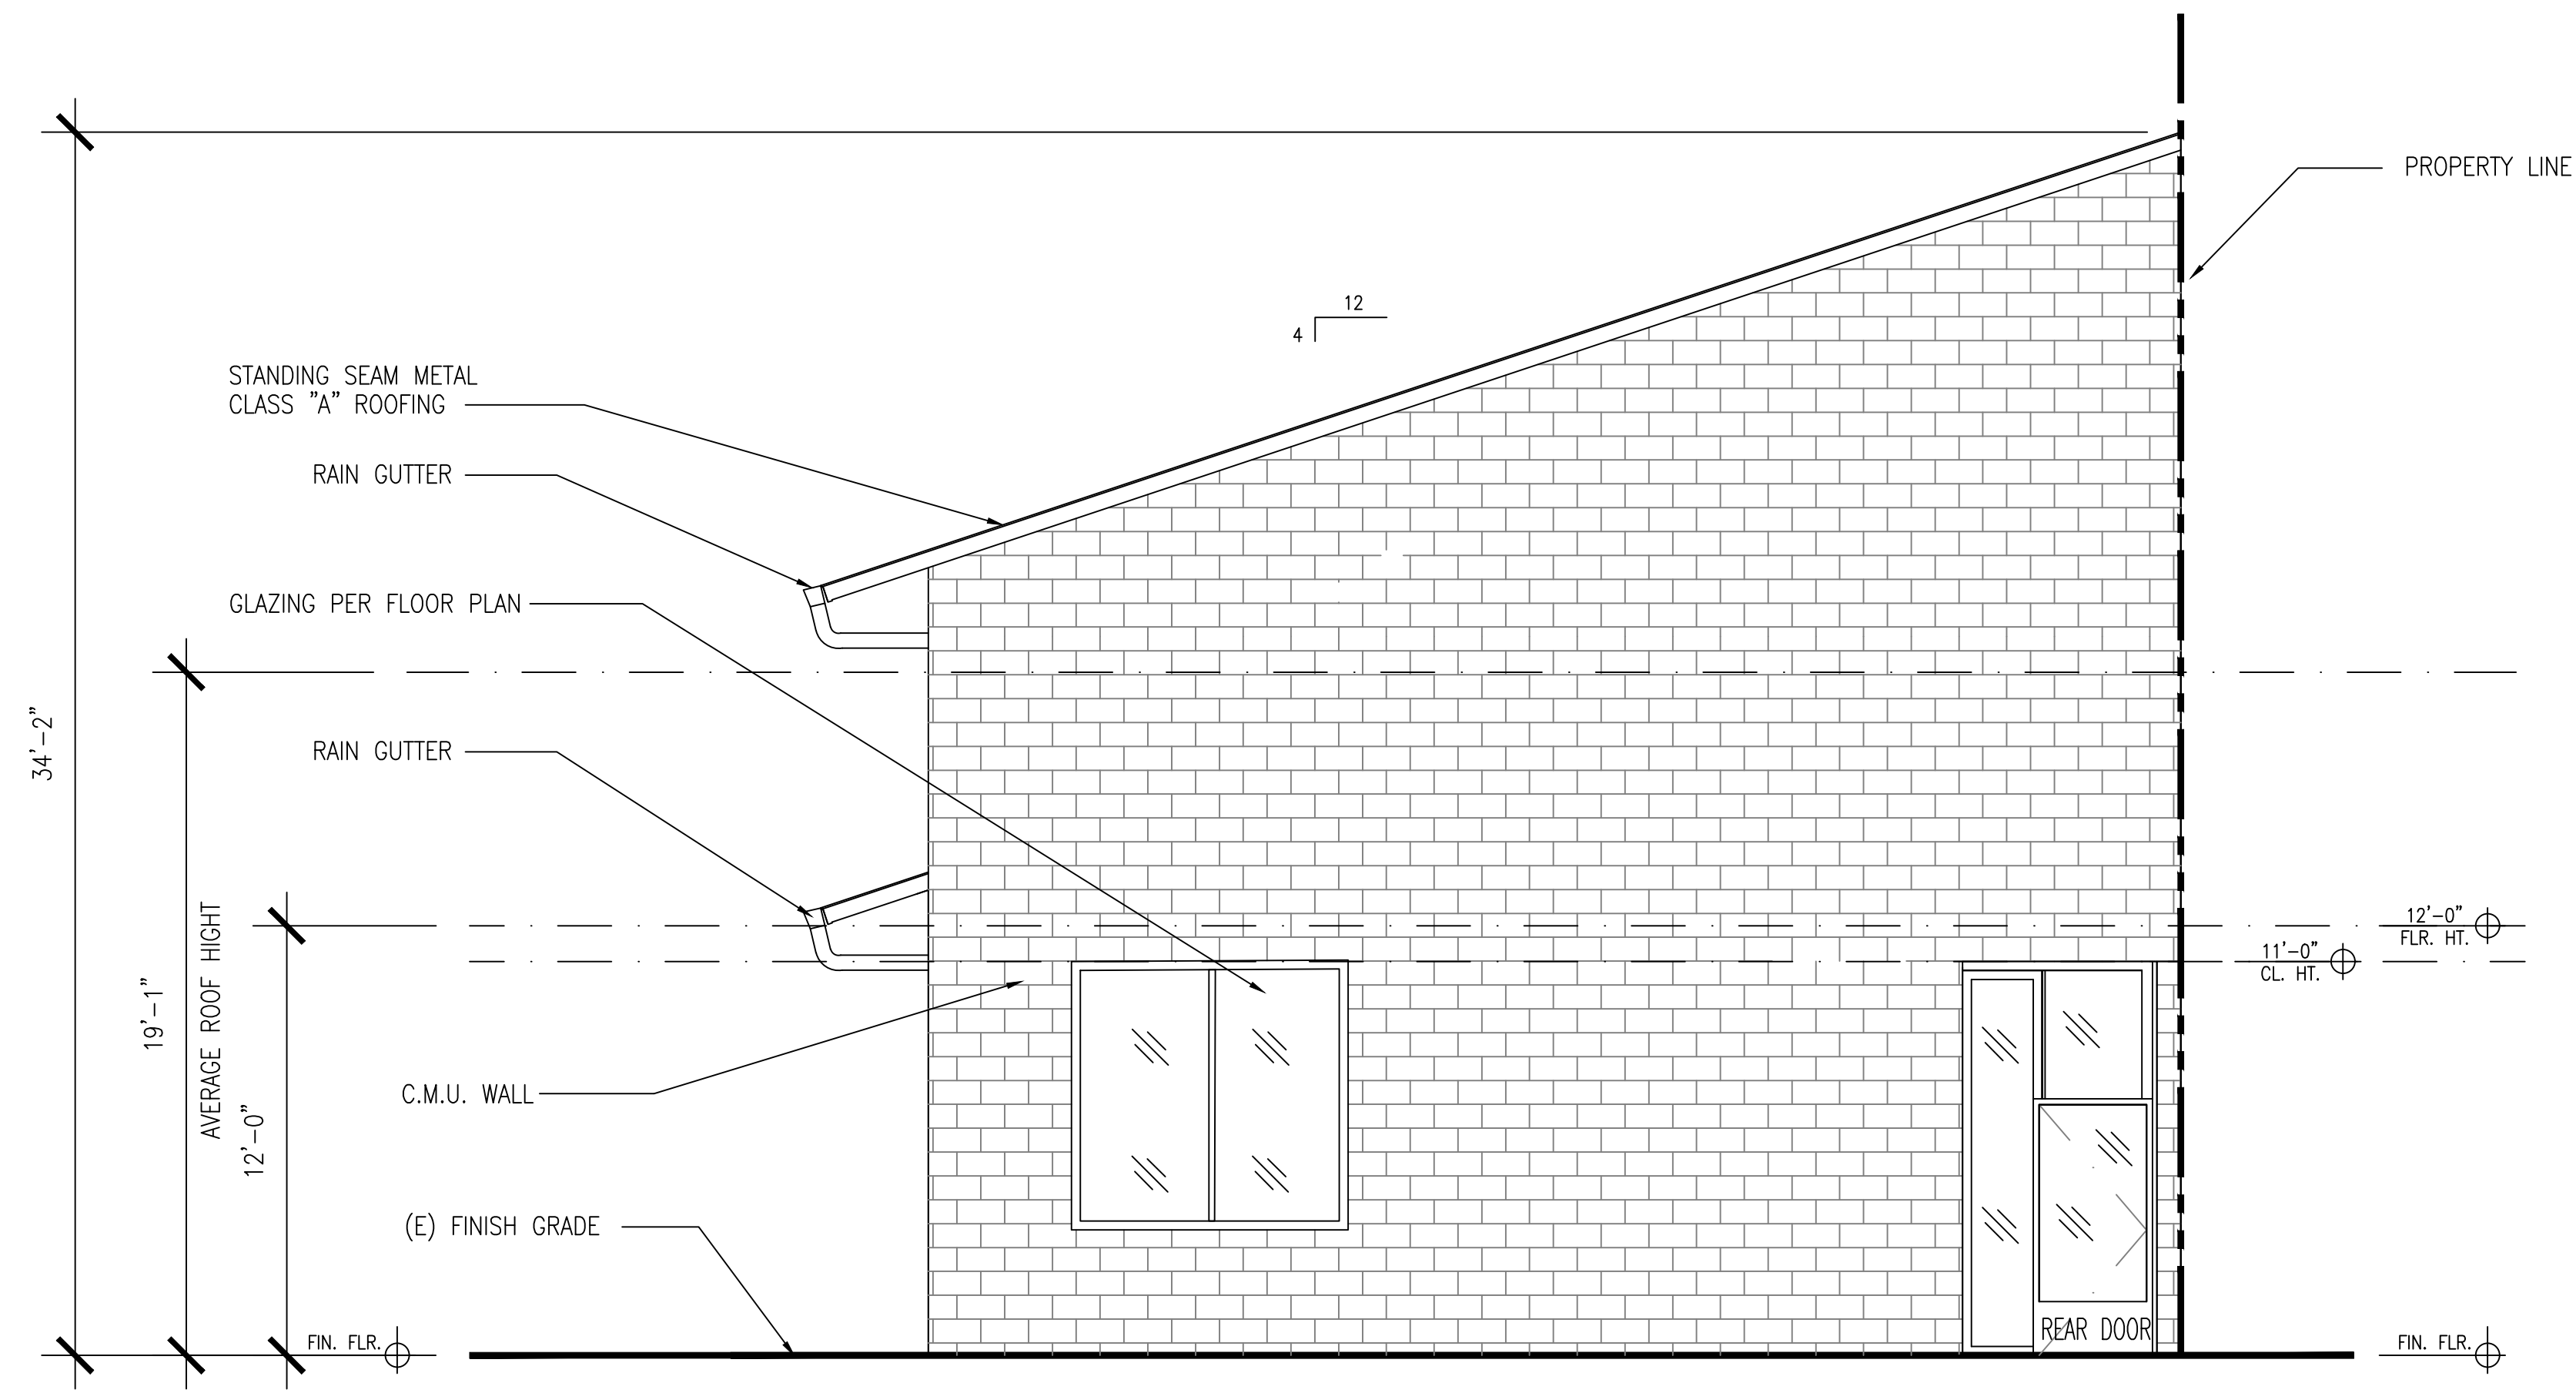 PROPERTY LINE
12
4
STANDING SEAM METAL
CLASS "A" ROOFING
RAIN GUTTER
GLAZING PER FLOOR PLAN
34'-2"
RAIN GUTTER
19'-1"
AVERAGE ROOF HIGHT
12'-0"
12'-0"
FLR. HT.
11'-0"
CL. HT.
C.M.U. WALL
(E) FINISH GRADE
REAR DOOR
FIN. FLR.
FIN. FLR.